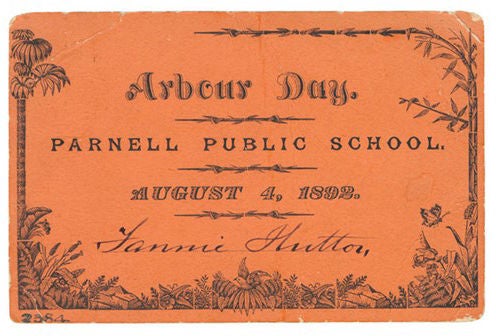 Arbour Day.
PARNELL PUBLIC SCHOOL.
AUGUST 4, 1892.
Fannie Hutton,
2384